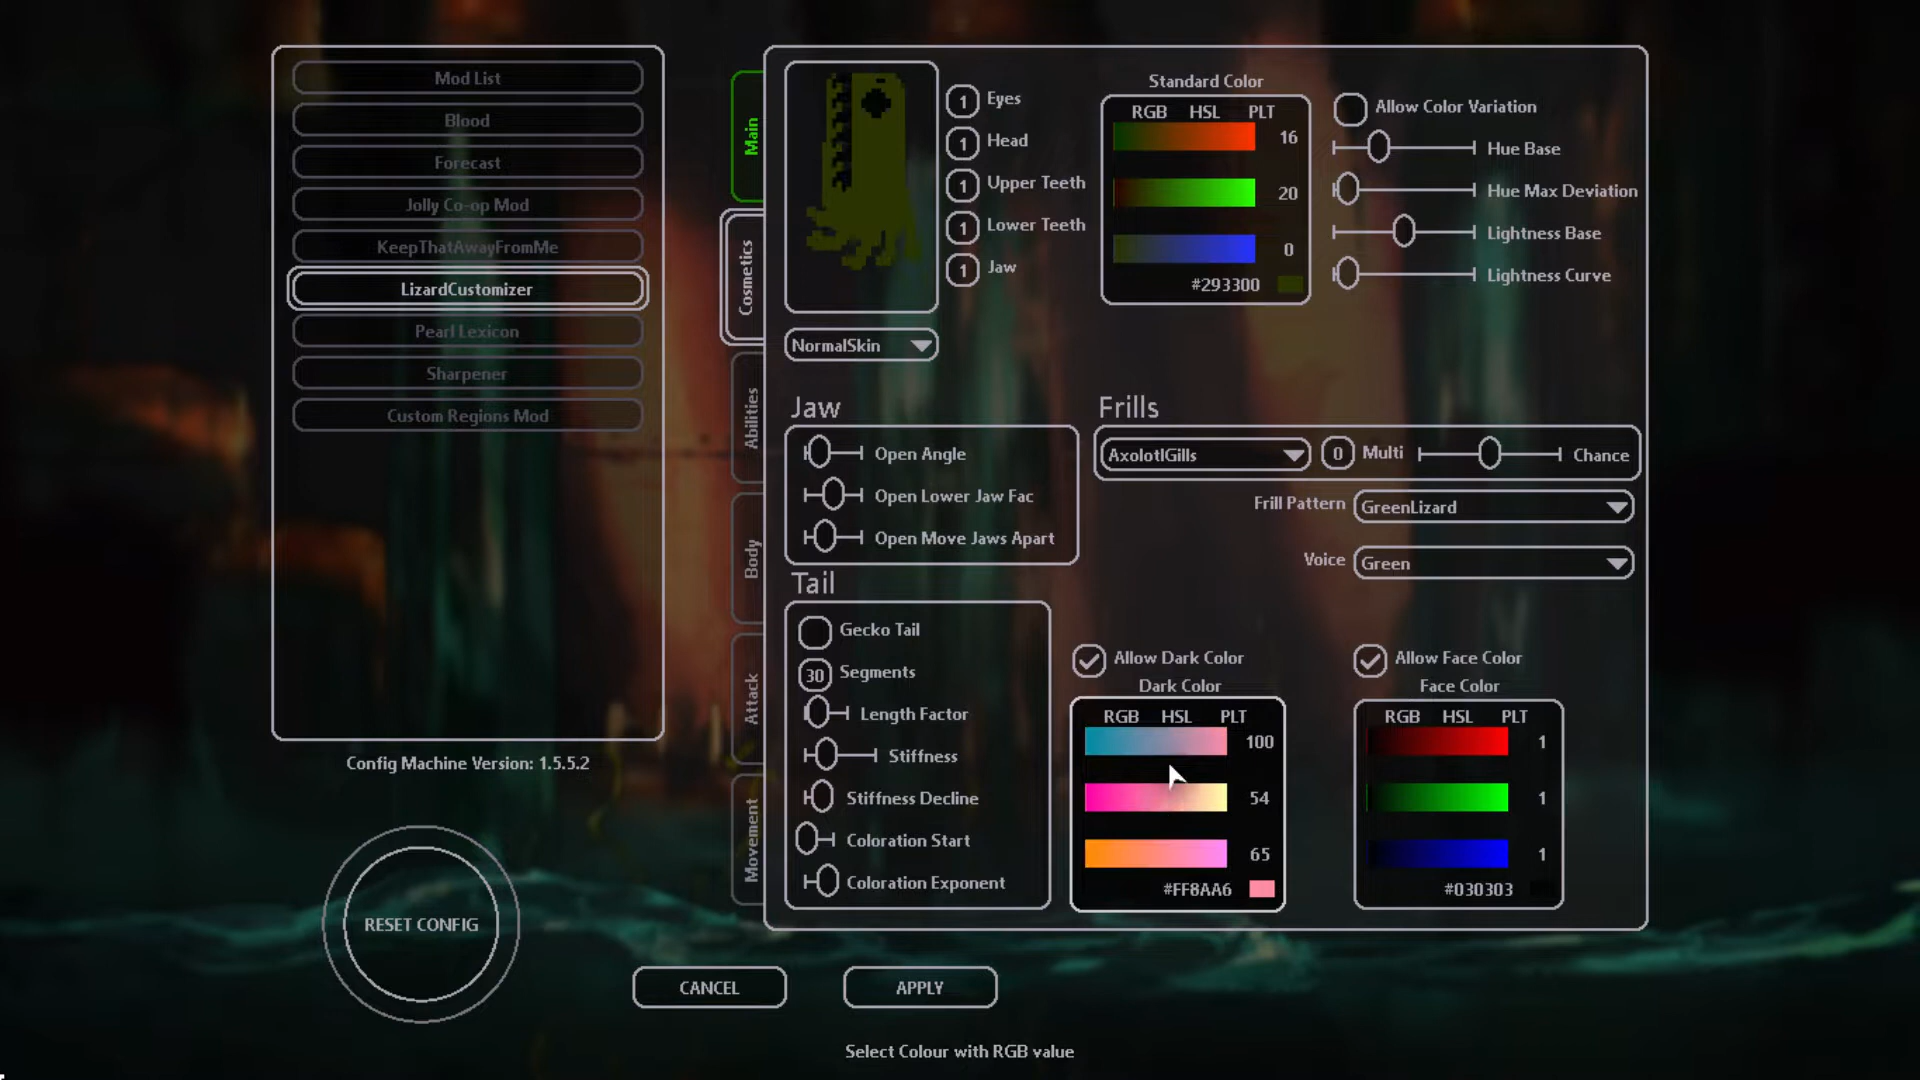 Mod List
Blood
Forecast
Jolly Co-op Mod
KeepThatAwayFromMe
LizardCustomizer
Pearl Lexicon
Sharpener
Custom Regions Mod
Config Machine Version: 1.5.5.2
RESET CONFIG
Main
Cosmetics
Abilities
Body
Attack
Movement
1 Eyes
1 Head
1 Upper Teeth
1 Lower Teeth
1 Jaw
NormalSkin
Standard Color
RGB HSL PLT
16
20
0
#293300
Allow Color Variation
Hue Base
Hue Max Deviation
Lightness Base
Lightness Curve
Jaw
Open Angle
Open Lower Jaw Fac
Open Move Jaws Apart
Frills
AxolotlGills 0 Multi Chance
Frill Pattern GreenLizard
Voice Green
Tail
Gecko Tail
30 Segments
Length Factor
Stiffness
Stiffness Decline
Coloration Start
Coloration Exponent
Allow Dark Color
Dark Color
RGB HSL PLT
100
54
65
#FF8AA6
Allow Face Color
Face Color
RGB HSL PLT
1
1
1
#030303
CANCEL
APPLY
Select Colour with RGB value